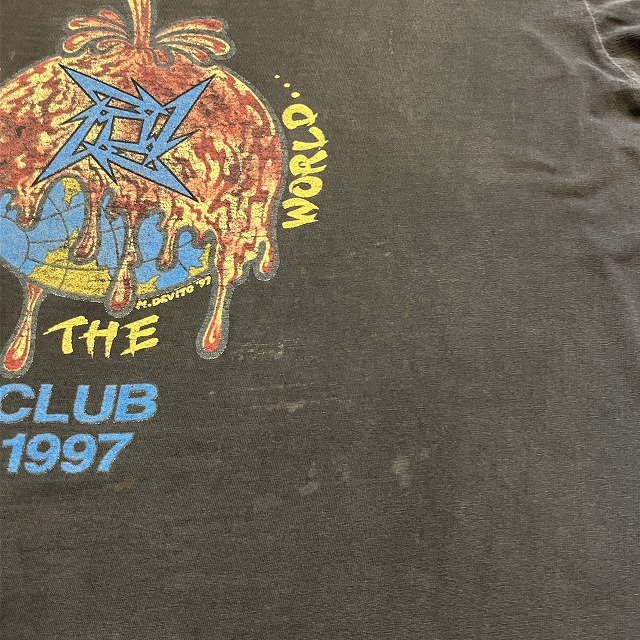 WORLD...
M. DEVITO '97
THE
CLUB
1997